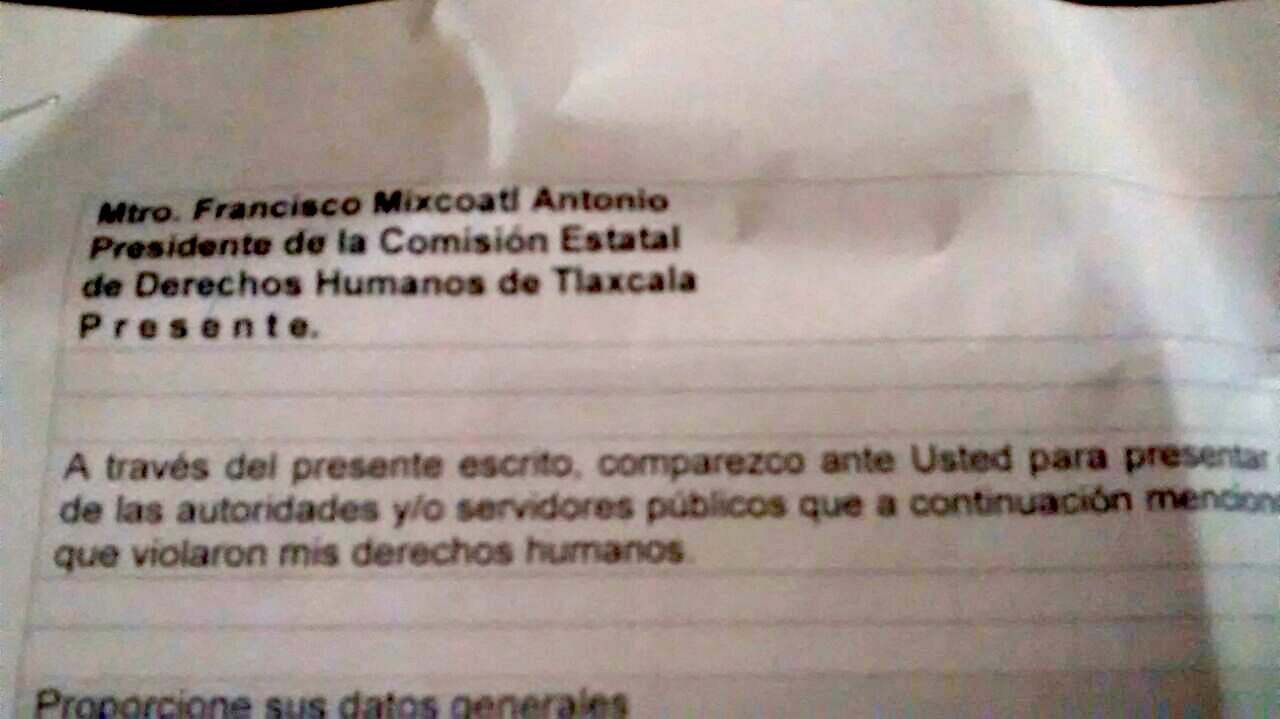 Mtro. Francisco Mixcoatl Antonio
Presidente de la Comisión Estatal
de Derechos Humanos de Tlaxcala
P r e s e n t e.
A través del presente escrito, comparezco ante Usted para presentar
de las autoridades y/o servidores públicos que a continuación
que violaron mis derechos humanos.
Proporcione sus datos generales